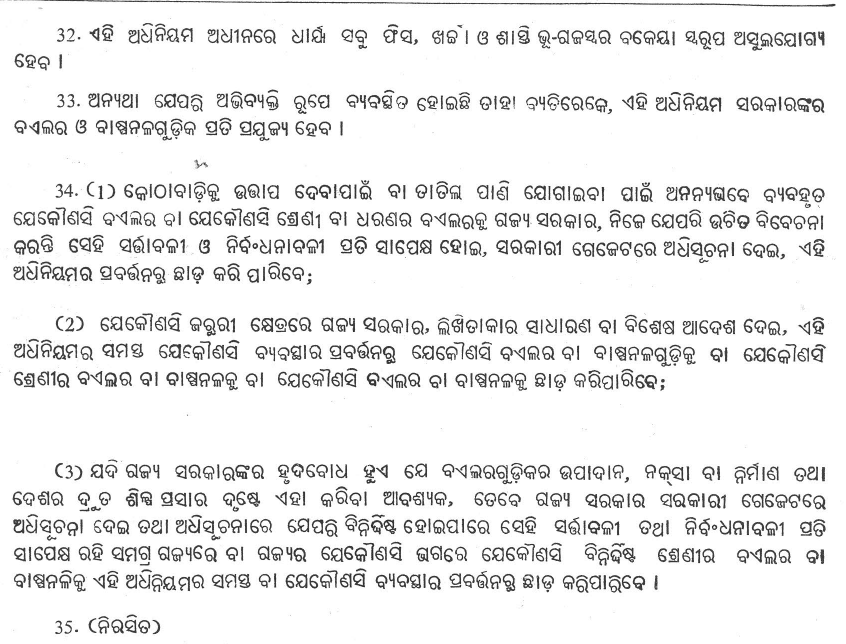 32. ଏହି ଅଧିନିୟମ ଅଧୀନରେ ଧାର୍ଯ୍ୟ ସବୁ ଫିସ, ଖର୍ଚ୍ଚ ଓ ଶାସ୍ତି ଭୂ-ରାଜସ୍ୱର ବକେୟା ସ୍ୱରୂପ ଅସୁଲଯୋଗ୍ୟ
ହେବ ।
33. ଅନ୍ୟଥା ଯେପରି ଅଭିବ୍ୟକ୍ତି ରୂପେ ବ୍ୟବସ୍ଥିତ ହୋଇଛି ତାହା ବ୍ୟତିରେକେ, ଏହି ଅଧିନିୟମ ସରକାରଙ୍କର
ବଏଲର ଓ ବାଷ୍ପନଳଗୁଡ଼ିକ ପ୍ରତି ପ୍ରଯୁଜ୍ୟ ହେବ ।
34. (1) କୋଠାବାଡ଼ିକୁ ଉତ୍ତାପ ଦେବାପାଇଁ ବା ତାତିଲା ପାଣି ଯୋଗାଇବା ପାଇଁ ଅନନ୍ୟଭାବେ ବ୍ୟବହୃତ
ଯେକୌଣସି ବଏଲର ବା ଯେକୌଣସି ଶ୍ରେଣୀ ବା ଧରଣର ବଏଲରକୁ ରାଜ୍ୟ ସରକାର, ନିଜେ ଯେପରି ଉଚିତ ବିବେଚନା
କରନ୍ତି ସେହି ସର୍ତ୍ତାବଳୀ ଓ ନିର୍ବଂଧନାବଳୀ ପ୍ରତି ସାପେକ୍ଷ ହୋଇ, ସରକାରୀ ଗେଜେଟରେ ଅଧିସୂଚନା ଦେଇ, ଏହି
ଅଧିନିୟମର ପ୍ରବର୍ତ୍ତନରୁ ଛାଡ଼ କରି ପାରିବେ;
(2) ଯେକୌଣସି ଜରୁରୀ କ୍ଷେତ୍ରରେ ରାଜ୍ୟ ସରକାର, ଲିଖିତାକାର ସାଧାରଣ ବା ବିଶେଷ ଆଦେଶ ଦେଇ, ଏହି
ଅଧିନିୟମର ସମସ୍ତ ଯେକୌଣସି ବ୍ୟବସ୍ଥାର ପ୍ରବର୍ତ୍ତନରୁ ଯେକୌଣସି ବଏଲର ବା ବାଷ୍ପନଳଗୁଡ଼ିକୁ ବା ଯେକୌଣସି
ଶ୍ରେଣୀର ବଏଲର ବା ବାଷ୍ପନଳକୁ ବା ଯେକୌଣସି ବଏଲର ବା ବାଷ୍ପନଳକୁ ଛାଡ଼ କରିପାରିବେ;
(3) ଯଦି ରାଜ୍ୟ ସରକାରଙ୍କର ହୃଦବୋଧ ହୁଏ ଯେ ବଏଲରଗୁଡ଼ିକର ଉପାଦାନ, ନକ୍ସା ବା ନିର୍ମାଣ ତଥା
ଦେଶର ଦ୍ରୁତ ଶିଳ୍ପ ପ୍ରସାର ଦୃଷ୍ଟେ ଏହା କରିବା ଆବଶ୍ୟକ, ତେବେ ରାଜ୍ୟ ସରକାର ସରକାରୀ ଗେଜେଟରେ
ଅଧିସୂଚନା ଦେଇ ତଥା ଅଧିସୂଚନାରେ ଯେପରି ବିନିର୍ଦ୍ଦିଷ୍ଟ ହୋଇପାରେ ସେହି ସର୍ତ୍ତାବଳୀ ତଥା ନିର୍ବଂଧନାବଳୀ ପ୍ରତି
ସାପେକ୍ଷ ରହି ସମଗ୍ର ରାଜ୍ୟରେ ବା ରାଜ୍ୟର ଯେକୌଣସି ଭାଗରେ ଯେକୌଣସି ବିନିର୍ଦ୍ଦିଷ୍ଟ ଶ୍ରେଣୀର ବଏଲର ବା
ବାଷ୍ପନଳିକୁ ଏହି ଅଧିନିୟମର ସମସ୍ତ ବା ଯେକୌଣସି ବ୍ୟବସ୍ଥାର ପ୍ରବର୍ତ୍ତନରୁ ଛାଡ଼ କରିପାରିବେ ।
35. (ନିରସିତ)